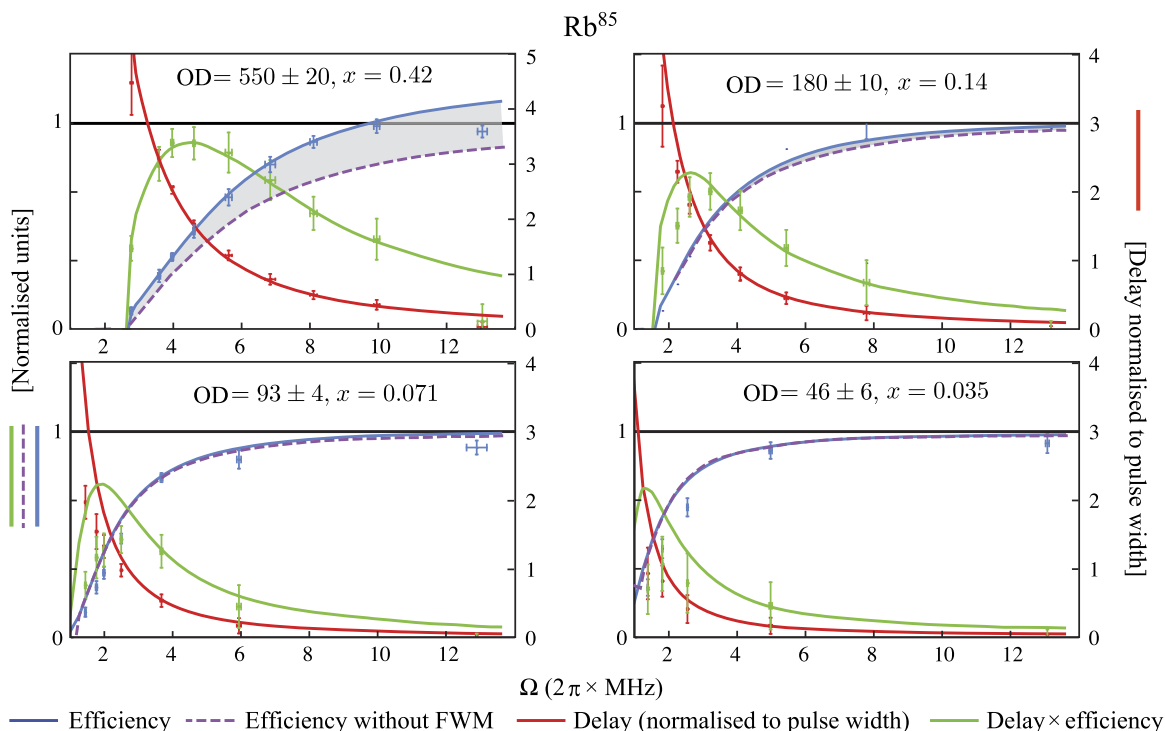 Rb⁸⁵
OD = 550 ± 20, x = 0.42
OD = 180 ± 10, x = 0.14
5
4
3
2
1
0
1
0
4
3
2
1
0
1
0
2 4 6 8 10 12
2 4 6 8 10 12
OD = 93 ± 4, x = 0.071
OD = 46 ± 6, x = 0.035
4
3
2
1
0
1
0
4
3
2
1
0
1
0
2 4 6 8 10 12
2 4 6 8 10 12
[Normalised units]
[Delay normalised to pulse width]
Ω (2 π × MHz)
Efficiency
Efficiency without FWM
Delay (normalised to pulse width)
Delay × efficiency